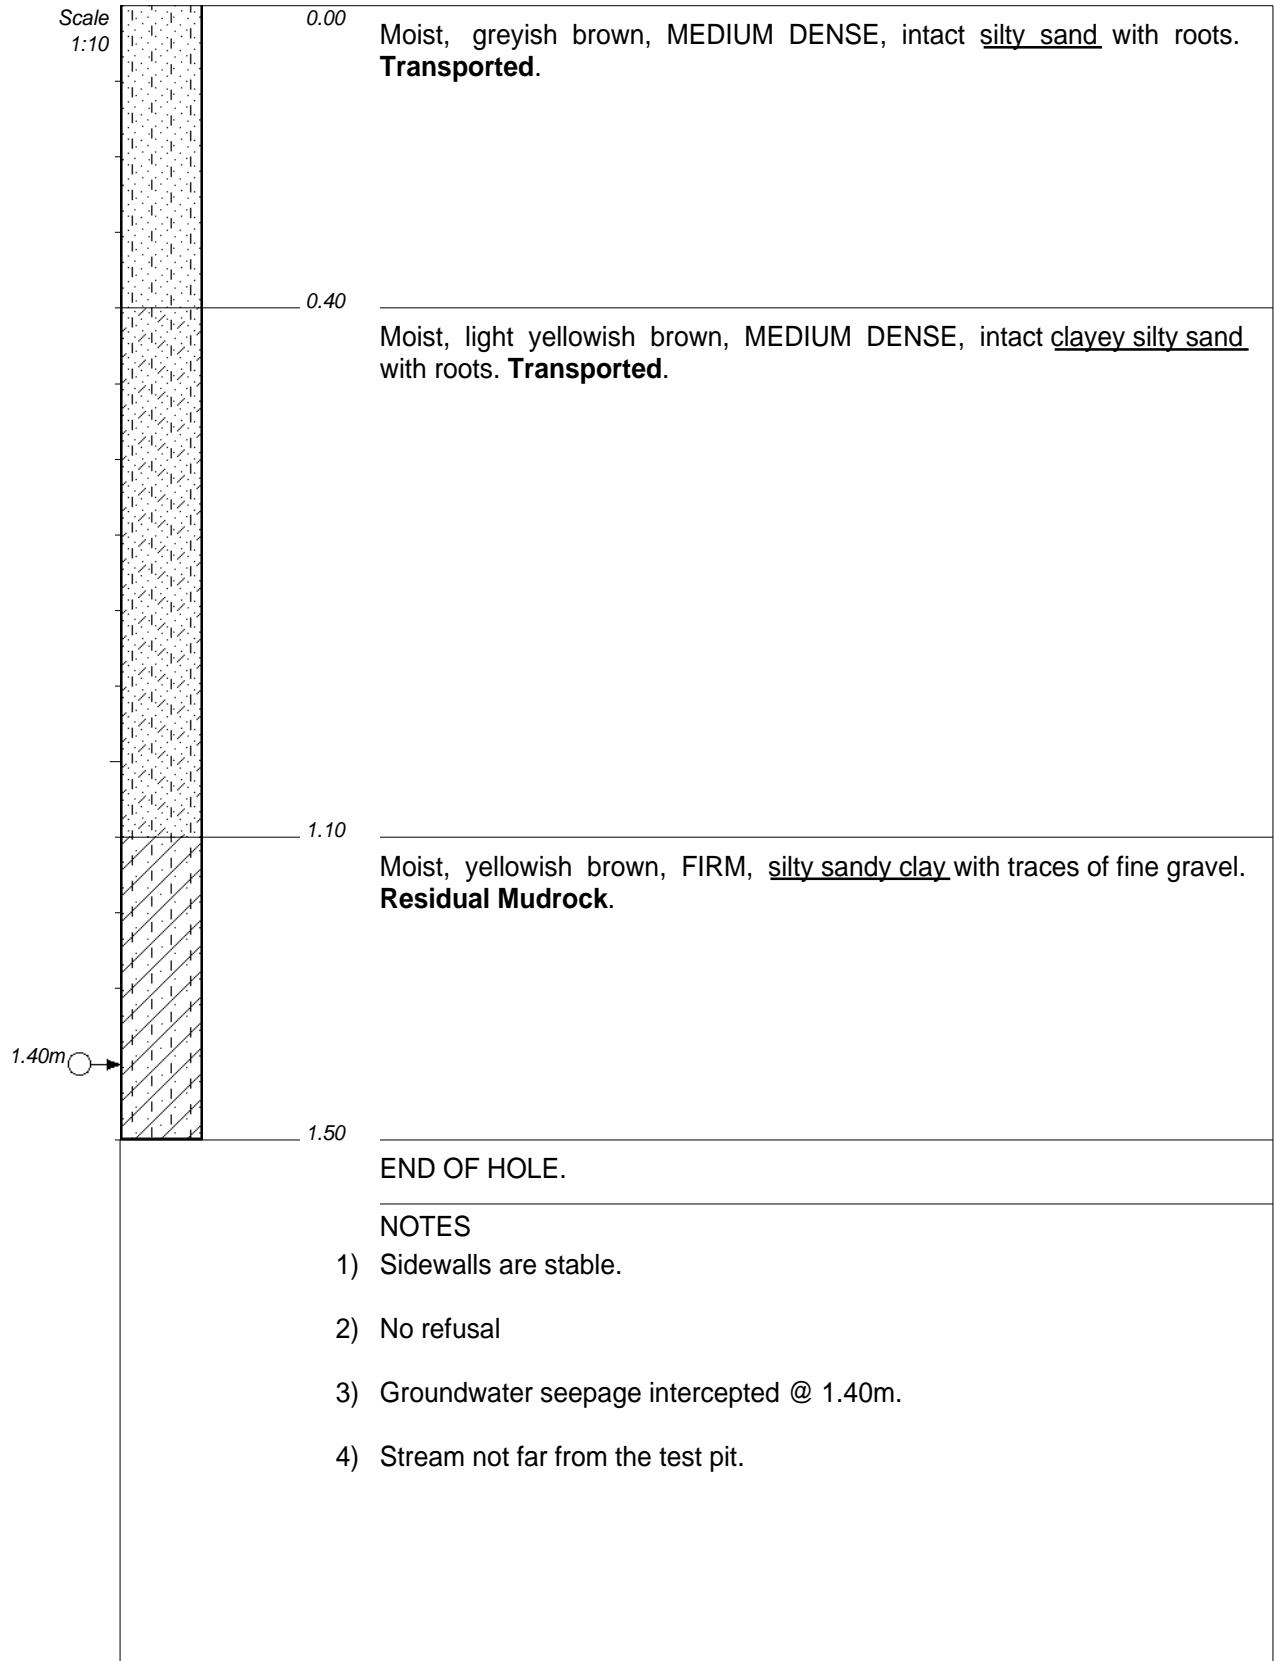 Scale
1:10
0.00
Moist, greyish brown, MEDIUM DENSE, intact silty sand with roots.
Transported.
0.40
Moist, light yellowish brown, MEDIUM DENSE, intact clayey silty sand
with roots. Transported.
1.10
Moist, yellowish brown, FIRM, silty sandy clay with traces of fine gravel.
Residual Mudrock.
1.40m
1.50
END OF HOLE.
NOTES
1) Sidewalls are stable.
2) No refusal
3) Groundwater seepage intercepted @ 1.40m.
4) Stream not far from the test pit.